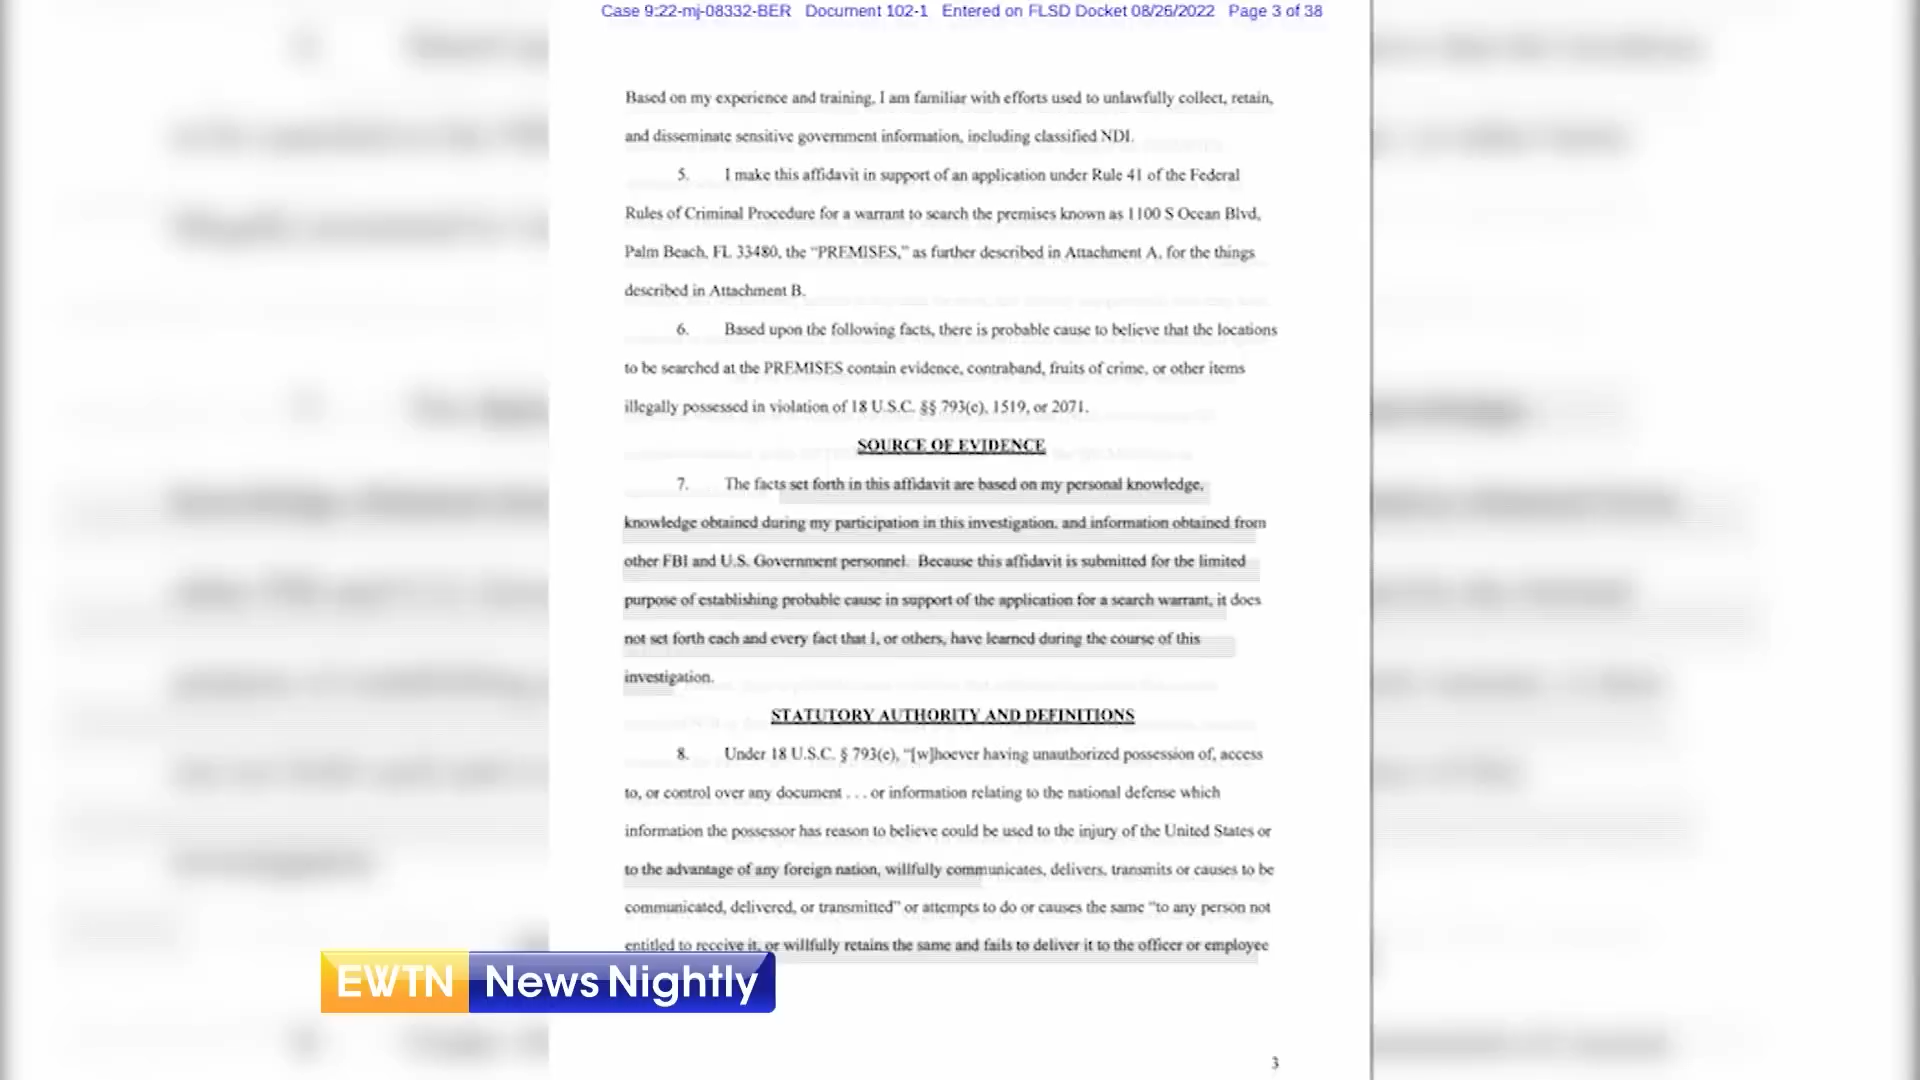 Case 9:22-mj-08332-BER Document 102-1 Entered on FLSD Docket 08/26/2022 Page 3 of 38
Based on my experience and training, I am familiar with efforts used to unlawfully collect, retain,
and disseminate sensitive government information, including classified NDI.
5. I make this affidavit in support of an application under Rule 41 of the Federal
Rules of Criminal Procedure for a warrant to search the premises known as 1100 S Ocean Blvd,
Palm Beach, FL 33480, the “PREMISES,” as further described in Attachment A, for the things
described in Attachment B.
6. Based upon the following facts, there is probable cause to believe that the locations
to be searched at the PREMISES contain evidence, contraband, fruits of crime, or other items
illegally possessed in violation of 18 U.S.C. §§ 793(e), 1519, or 2071.
SOURCE OF EVIDENCE
7. The facts set forth in this affidavit are based on my personal knowledge,
knowledge obtained during my participation in this investigation, and information obtained from
other FBI and U.S. Government personnel. Because this affidavit is submitted for the limited
purpose of establishing probable cause in support of the application for a search warrant, it does
not set forth each and every fact that I, or others, have learned during the course of this
investigation.
STATUTORY AUTHORITY AND DEFINITIONS
8. Under 18 U.S.C. § 793(e), “[w]hoever having unauthorized possession of, access
to, or control over any document . . . or information relating to the national defense which
information the possessor has reason to believe could be used to the injury of the United States or
to the advantage of any foreign nation, willfully communicates, delivers, transmits or causes to be
communicated, delivered, or transmitted” or attempts to do or causes the same “to any person not
entitled to receive it, or willfully retains the same and fails to deliver it to the officer or employee
EWTN News Nightly
3